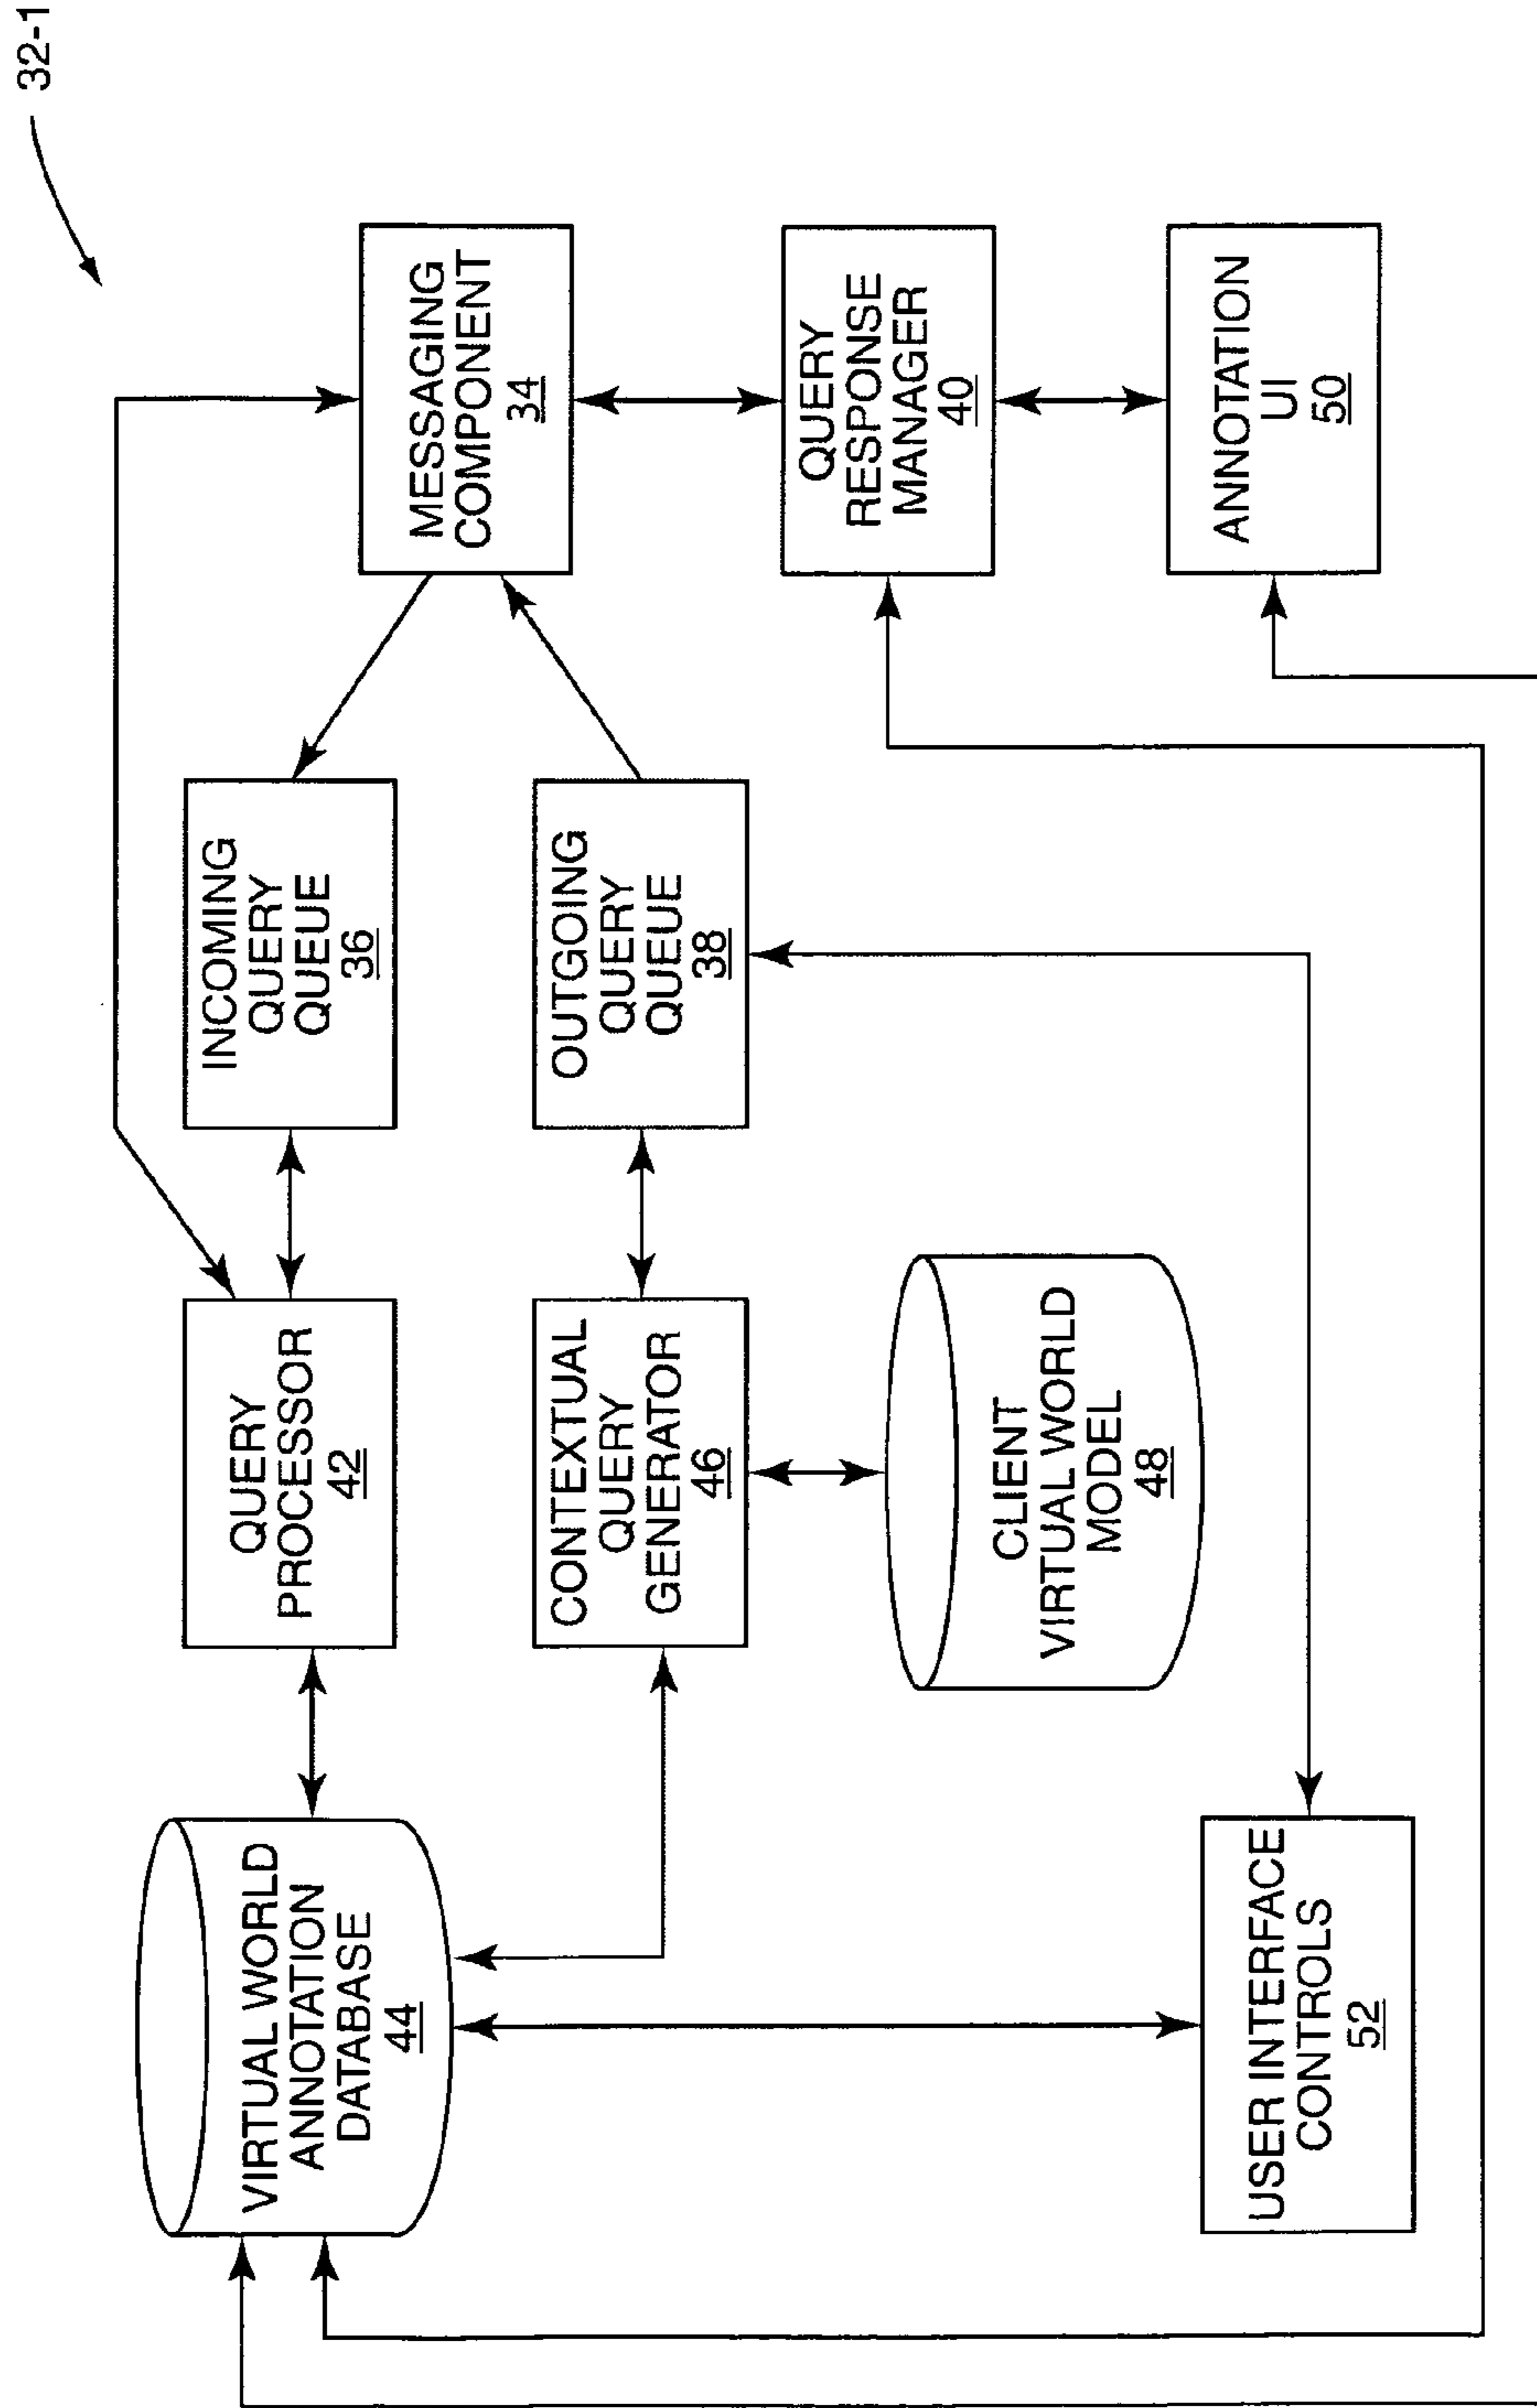 32-1
VIRTUAL WORLD
ANNOTATION
DATABASE
44
QUERY
PROCESSOR
42
INCOMING
QUERY
QUEUE
36
MESSAGING
COMPONENT
34
CONTEXTUAL
QUERY
GENERATOR
46
OUTGOING
QUERY
QUEUE
38
QUERY
RESPONSE
MANAGER
40
CLIENT
VIRTUAL WORLD
MODEL
48
USER INTERFACE
CONTROLS
52
ANNOTATION
UI
50